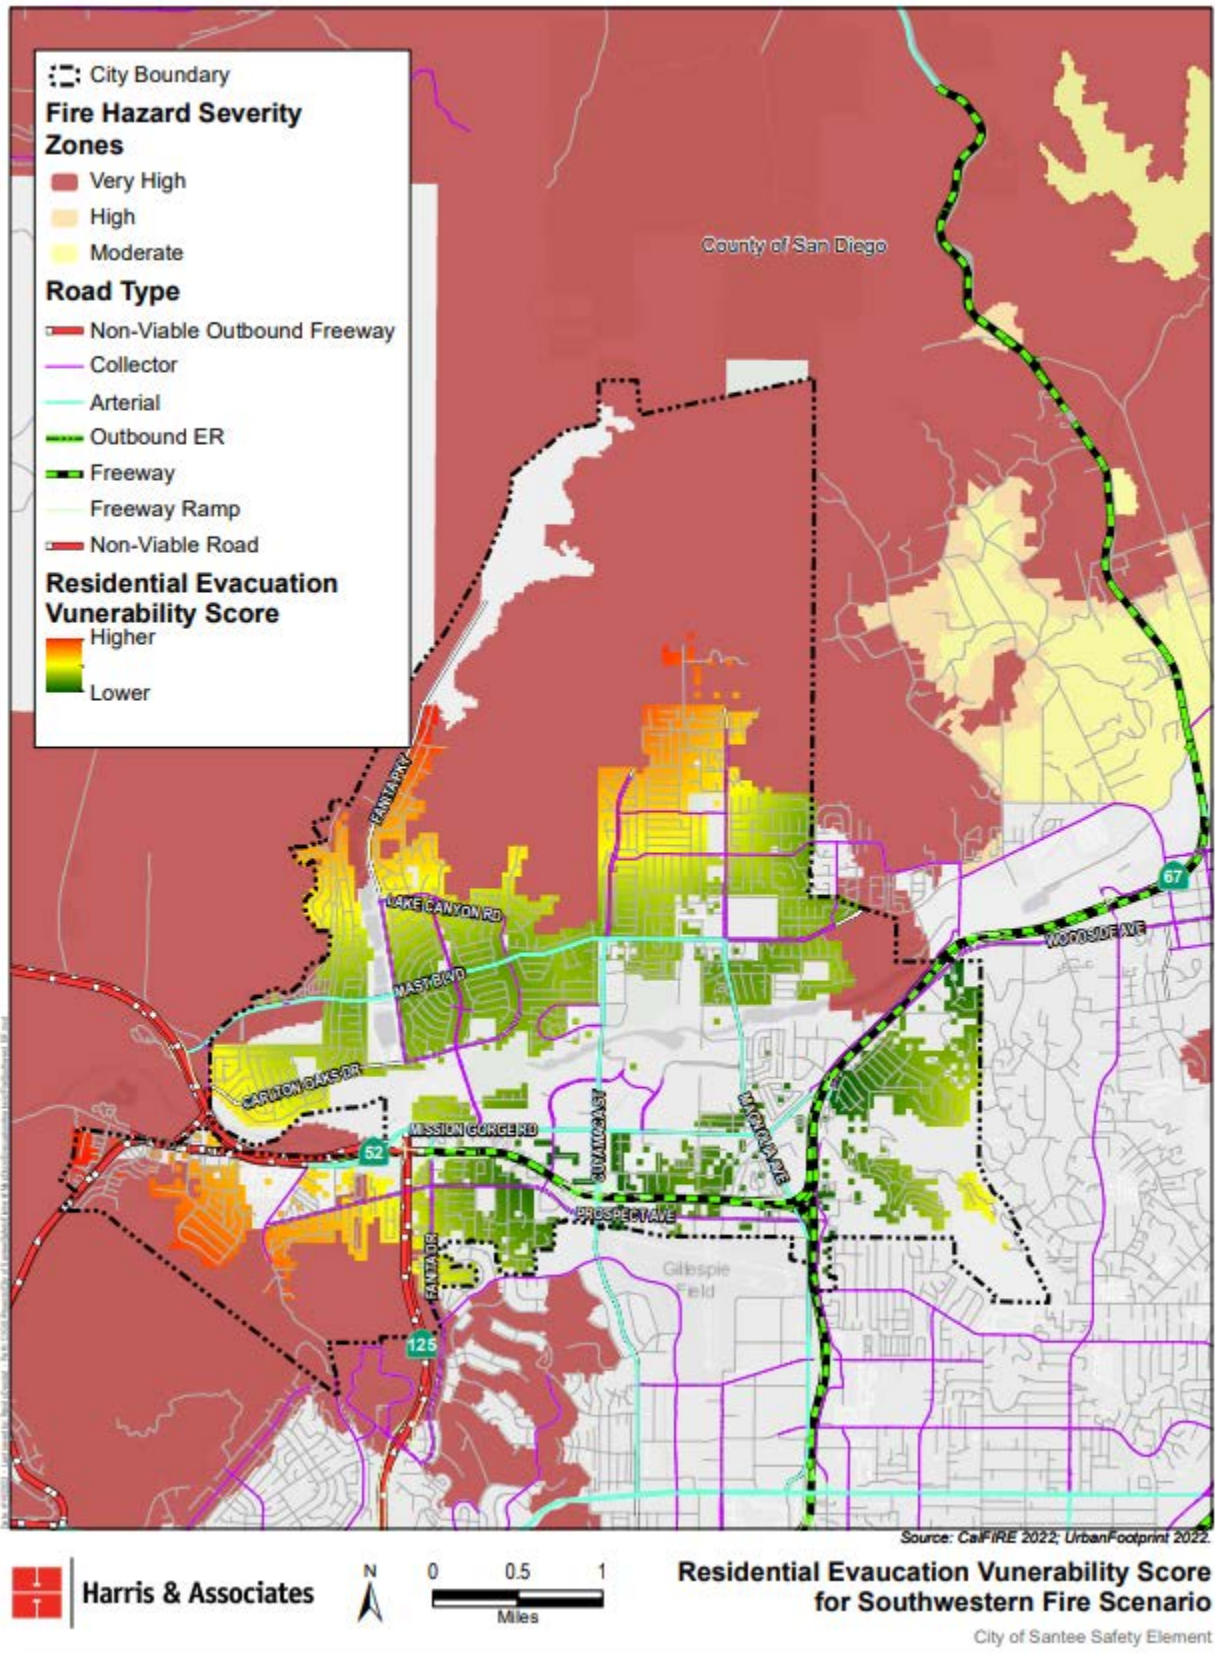 City Boundary
Fire Hazard Severity
Zones
Very High
High
Moderate
Road Type
Non-Viable Outbound Freeway
Collector
Arterial
Outbound ER
Freeway
Freeway Ramp
Non-Viable Road
Residential Evacuation
Vunerability Score
Higher
Lower
County of San Diego
FANITA PKY
LAKE CANYON RD
67
WOODSIDE AVE
MAST BLVD
CARLTON OAKS DR
MISSION GORGE RD
52
CUYAMACA ST
MAGNOLIA AVE
PROSPECT AVE
FANITA DR
Gillespie
Field
125
Source: CalFIRE 2022; UrbanFootprint 2022.
Harris & Associates
N
0 0.5 1
Miles
Residential Evaucation Vunerability Score
for Southwestern Fire Scenario
City of Santee Safety Element